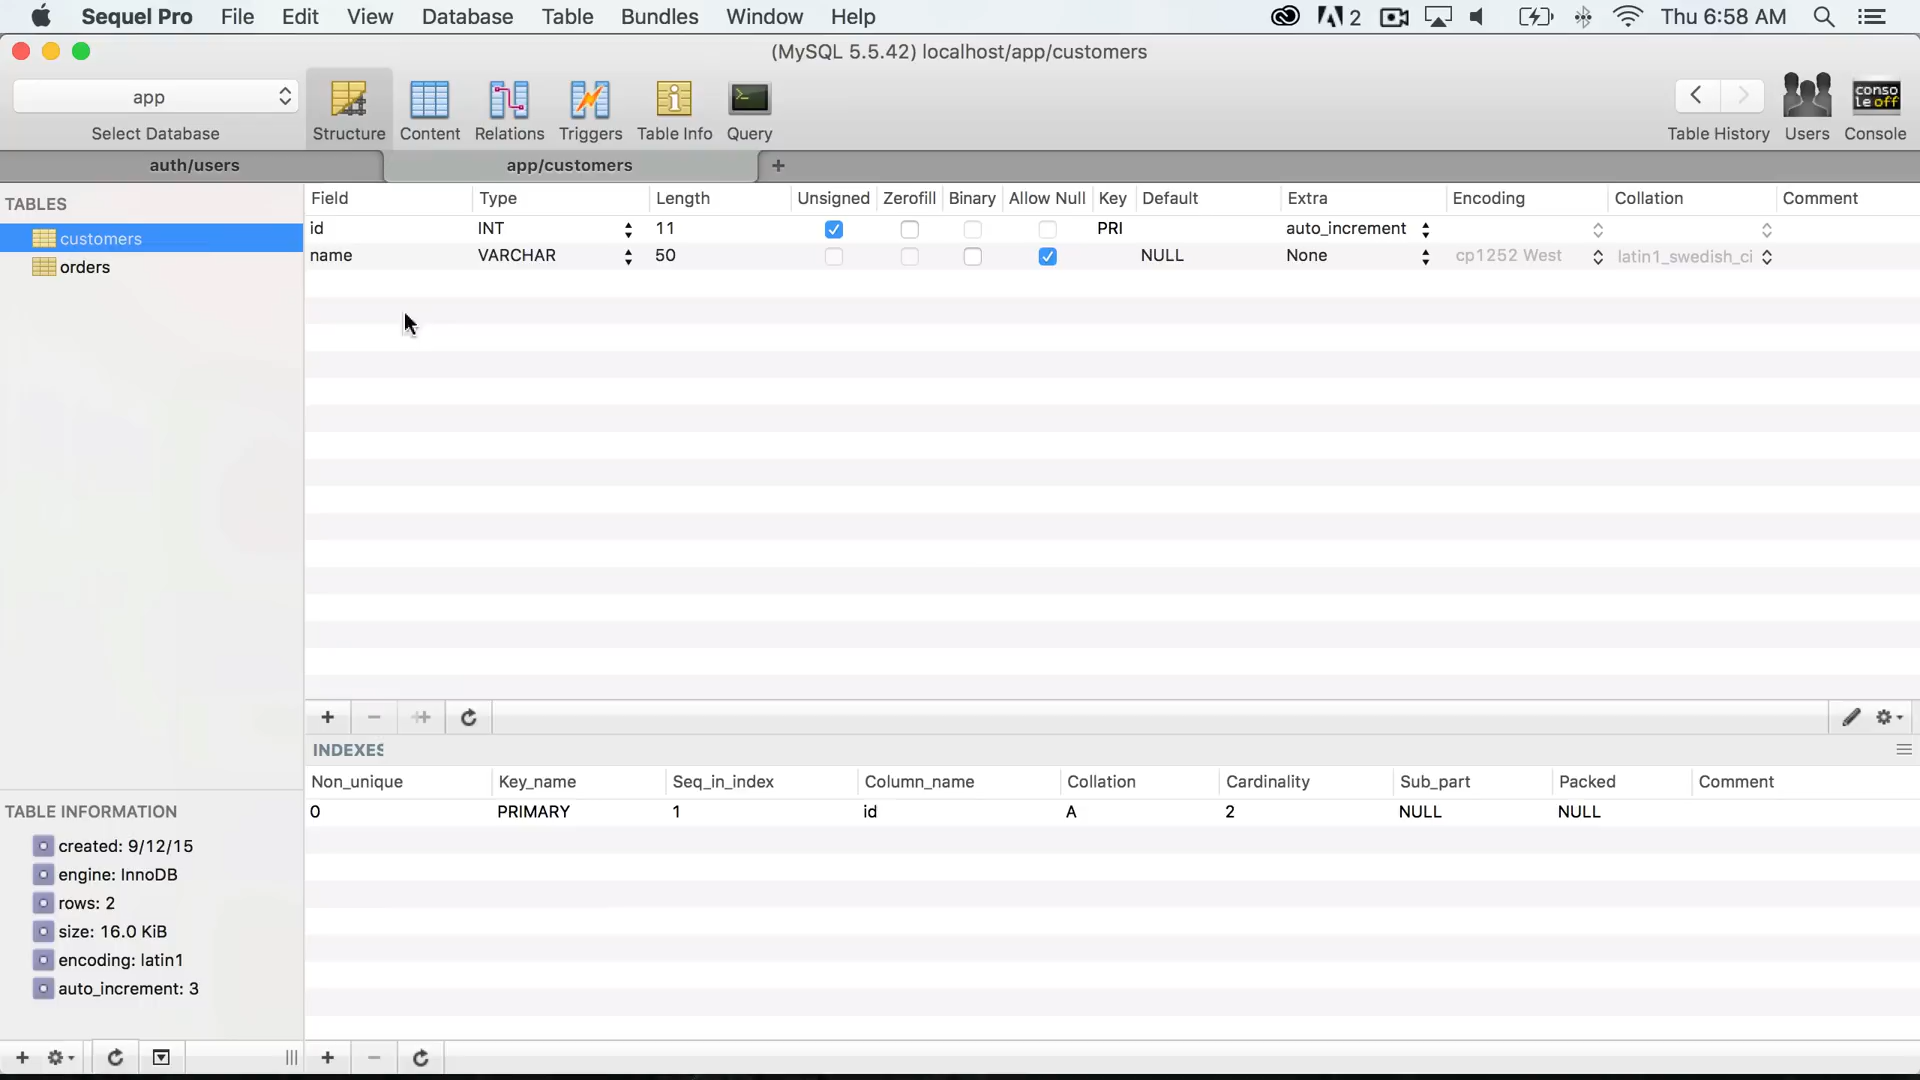 Sequel Pro File Edit View Database Table Bundles Window Help 2 Thu 6:58 AM
(MySQL 5.5.42) localhost/app/customers
app
Select Database Structure Content Relations Triggers Table Info Query Table History Users Console
conso
le off
auth/users app/customers +
TABLES
customers
orders
Field Type Length Unsigned Zerofill Binary Allow Null Key Default Extra Encoding Collation Comment
id INT 11 PRI auto_increment
name VARCHAR 50 NULL None cp1252 West latin1_swedish_ci
INDEXES
Non_unique Key_name Seq_in_index Column_name Collation Cardinality Sub_part Packed Comment
0 PRIMARY 1 id A 2 NULL NULL
TABLE INFORMATION
created: 9/12/15
engine: InnoDB
rows: 2
size: 16.0 KiB
encoding: latin1
auto_increment: 3